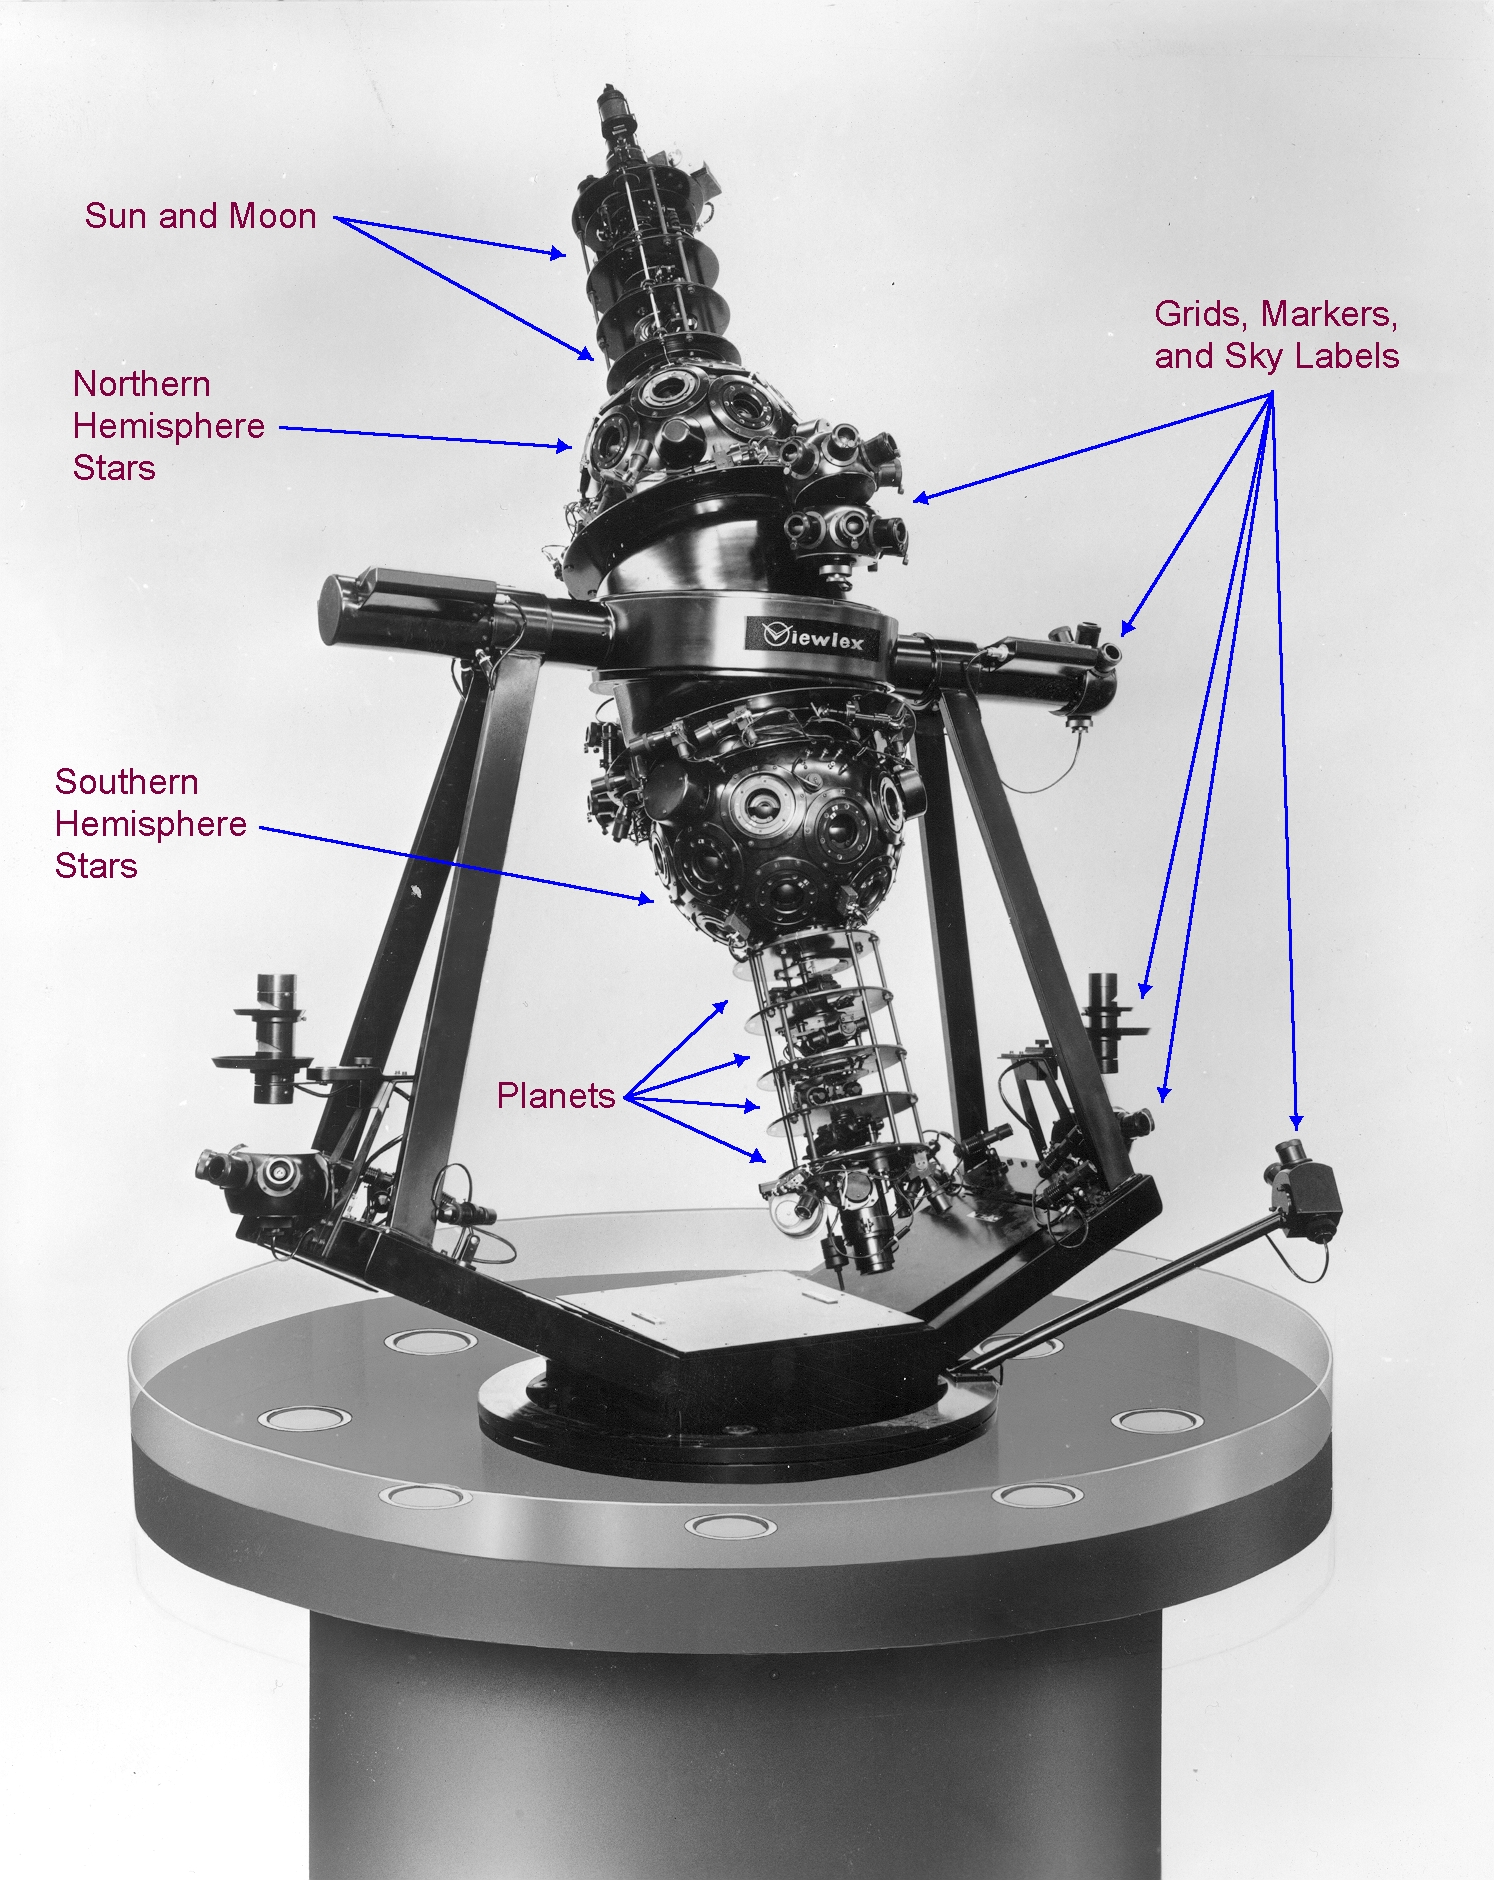 Sun and Moon
Grids, Markers,
and Sky Labels
Northern
Hemisphere
Stars
Viewlex
Southern
Hemisphere
Stars
Planets